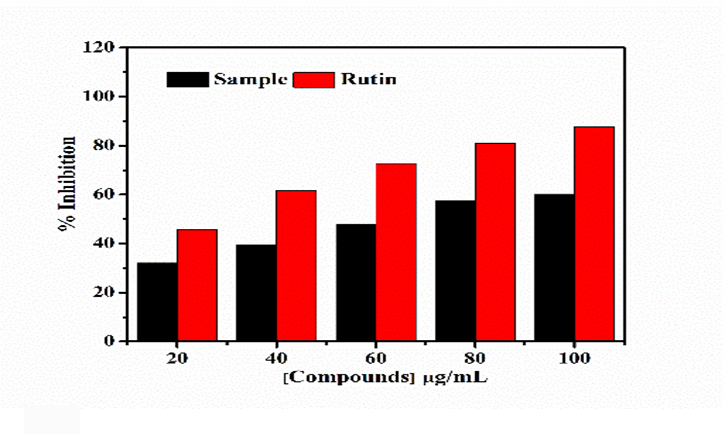 120
100
80
60
40
20
0
% Inhibition
Sample Rutin
20 40 60 80 100
[Compounds] μg/mL